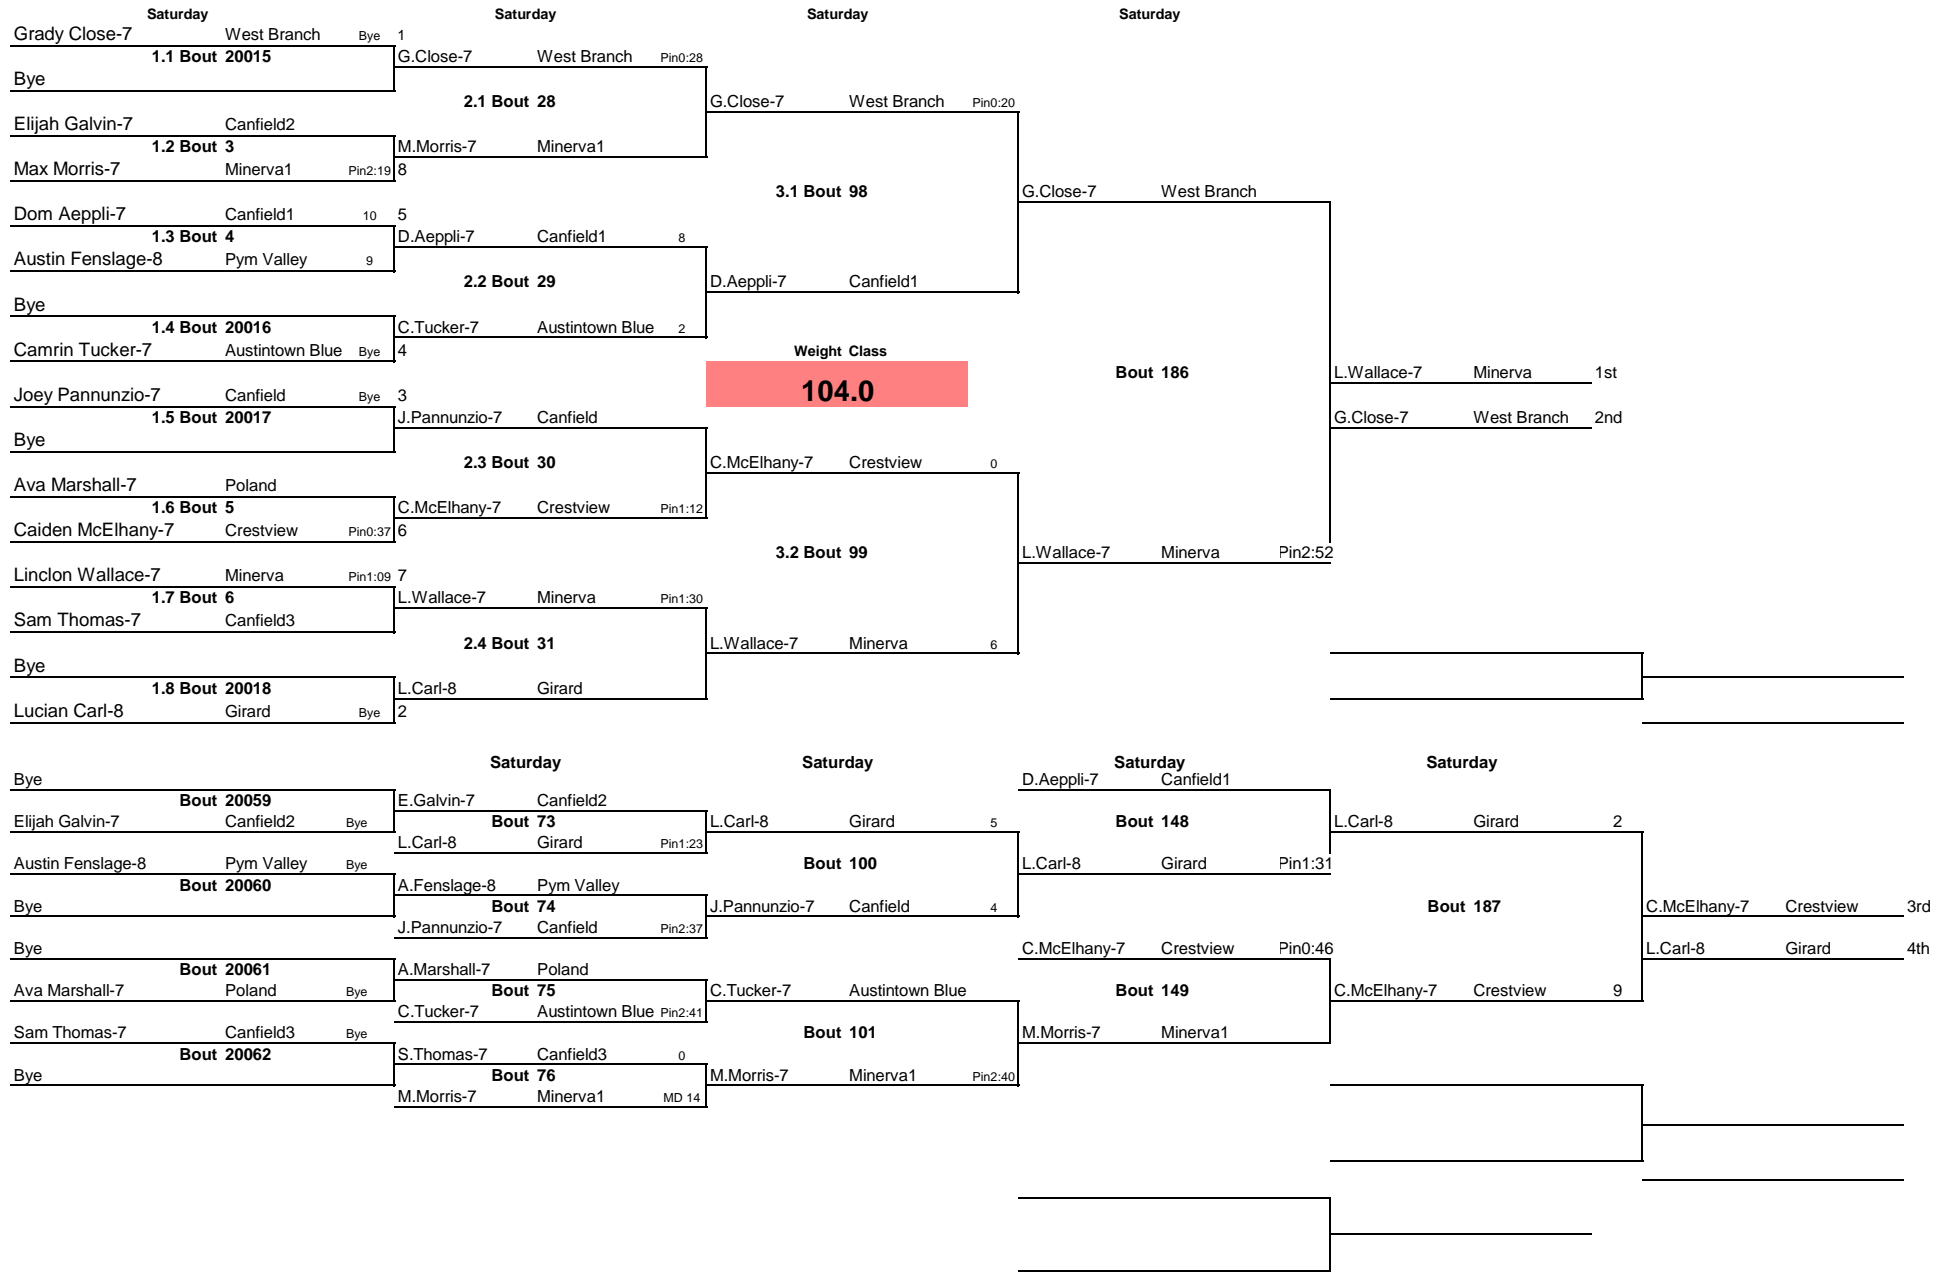 Saturday Saturday Saturday Saturday
Grady Close-7 West Branch Bye 1
1.1 Bout 20015 G.Close-7 West Branch Pin0:28
Bye
2.1 Bout 28 G.Close-7 West Branch Pin0:20
Elijah Galvin-7 Canfield2
1.2 Bout 3 M.Morris-7 Minerva1
Max Morris-7 Minerva1 Pin2:19 8
3.1 Bout 98 G.Close-7 West Branch
Dom Aeppli-7 Canfield1 10 5
1.3 Bout 4 D.Aeppli-7 Canfield1 8
Austin Fenslage-8 Pym Valley 9
2.2 Bout 29 D.Aeppli-7 Canfield1
Bye
1.4 Bout 20016 C.Tucker-7 Austintown Blue 2
Camrin Tucker-7 Austintown Blue Bye 4 Weight Class
Bout 186 L.Wallace-7 Minerva 1st
Joey Pannunzio-7 Canfield Bye 3 104.0
1.5 Bout 20017 J.Pannunzio-7 Canfield G.Close-7 West Branch 2nd
Bye
2.3 Bout 30 C.McElhany-7 Crestview 0
Ava Marshall-7 Poland
1.6 Bout 5 C.McElhany-7 Crestview Pin1:12
Caiden McElhany-7 Crestview Pin0:37 6
3.2 Bout 99 L.Wallace-7 Minerva Pin2:52
Linclon Wallace-7 Minerva Pin1:09 7
1.7 Bout 6 L.Wallace-7 Minerva Pin1:30
Sam Thomas-7 Canfield3
2.4 Bout 31 L.Wallace-7 Minerva 6
Bye
1.8 Bout 20018 L.Carl-8 Girard
Lucian Carl-8 Girard Bye 2
Saturday Saturday Saturday Saturday
Bye D.Aeppli-7 Canfield1
Bout 20059 E.Galvin-7 Canfield2
Elijah Galvin-7 Canfield2 Bye Bout 73 L.Carl-8 Girard 5 Bout 148 L.Carl-8 Girard 2
L.Carl-8 Girard Pin1:23
Austin Fenslage-8 Pym Valley Bye Bout 100 L.Carl-8 Girard Pin1:31
Bout 20060 A.Fenslage-8 Pym Valley
Bye Bout 74 J.Pannunzio-7 Canfield 4 Bout 187 C.McElhany-7 Crestview 3rd
J.Pannunzio-7 Canfield Pin2:37
Bye C.McElhany-7 Crestview Pin0:46 L.Carl-8 Girard 4th
Bout 20061 A.Marshall-7 Poland
Ava Marshall-7 Poland Bye Bout 75 C.Tucker-7 Austintown Blue Bout 149 C.McElhany-7 Crestview 9
C.Tucker-7 Austintown Blue Pin2:41
Sam Thomas-7 Canfield3 Bye Bout 101 M.Morris-7 Minerva1
Bout 20062 S.Thomas-7 Canfield3 0
Bye Bout 76 M.Morris-7 Minerva1 Pin2:40
M.Morris-7 Minerva1 MD 14